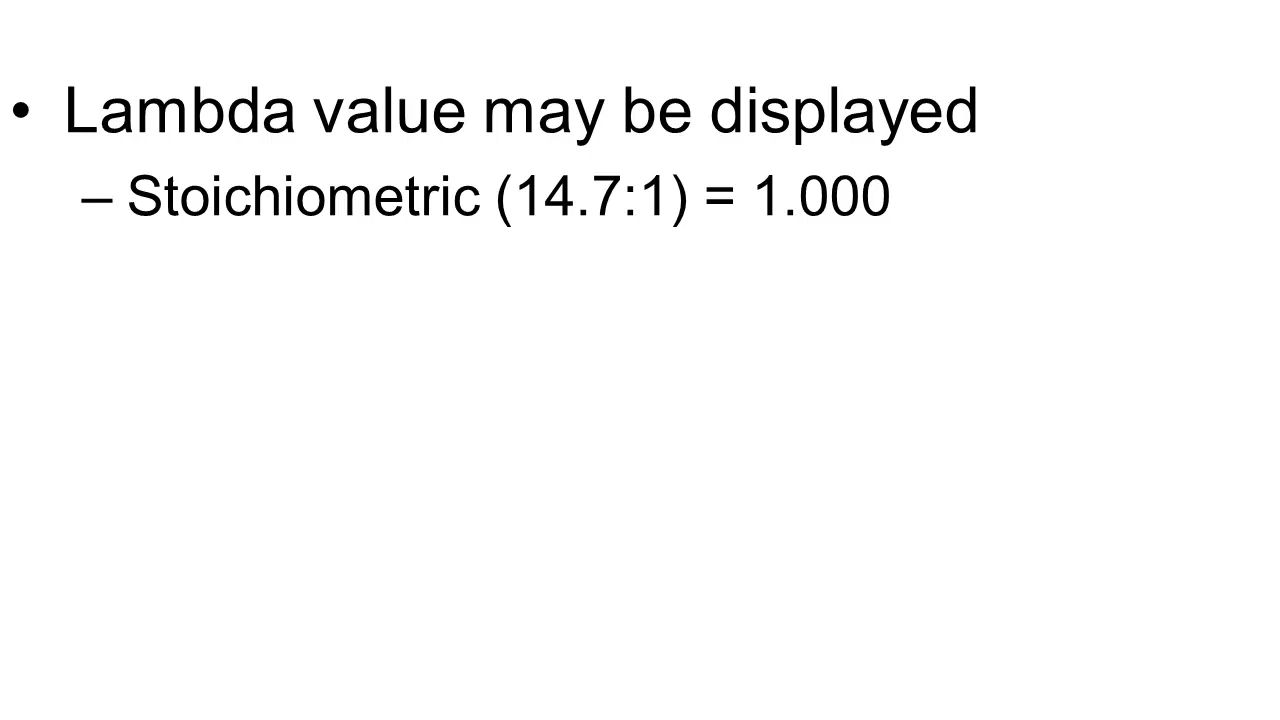 • Lambda value may be displayed
– Stoichiometric (14.7:1) = 1.000